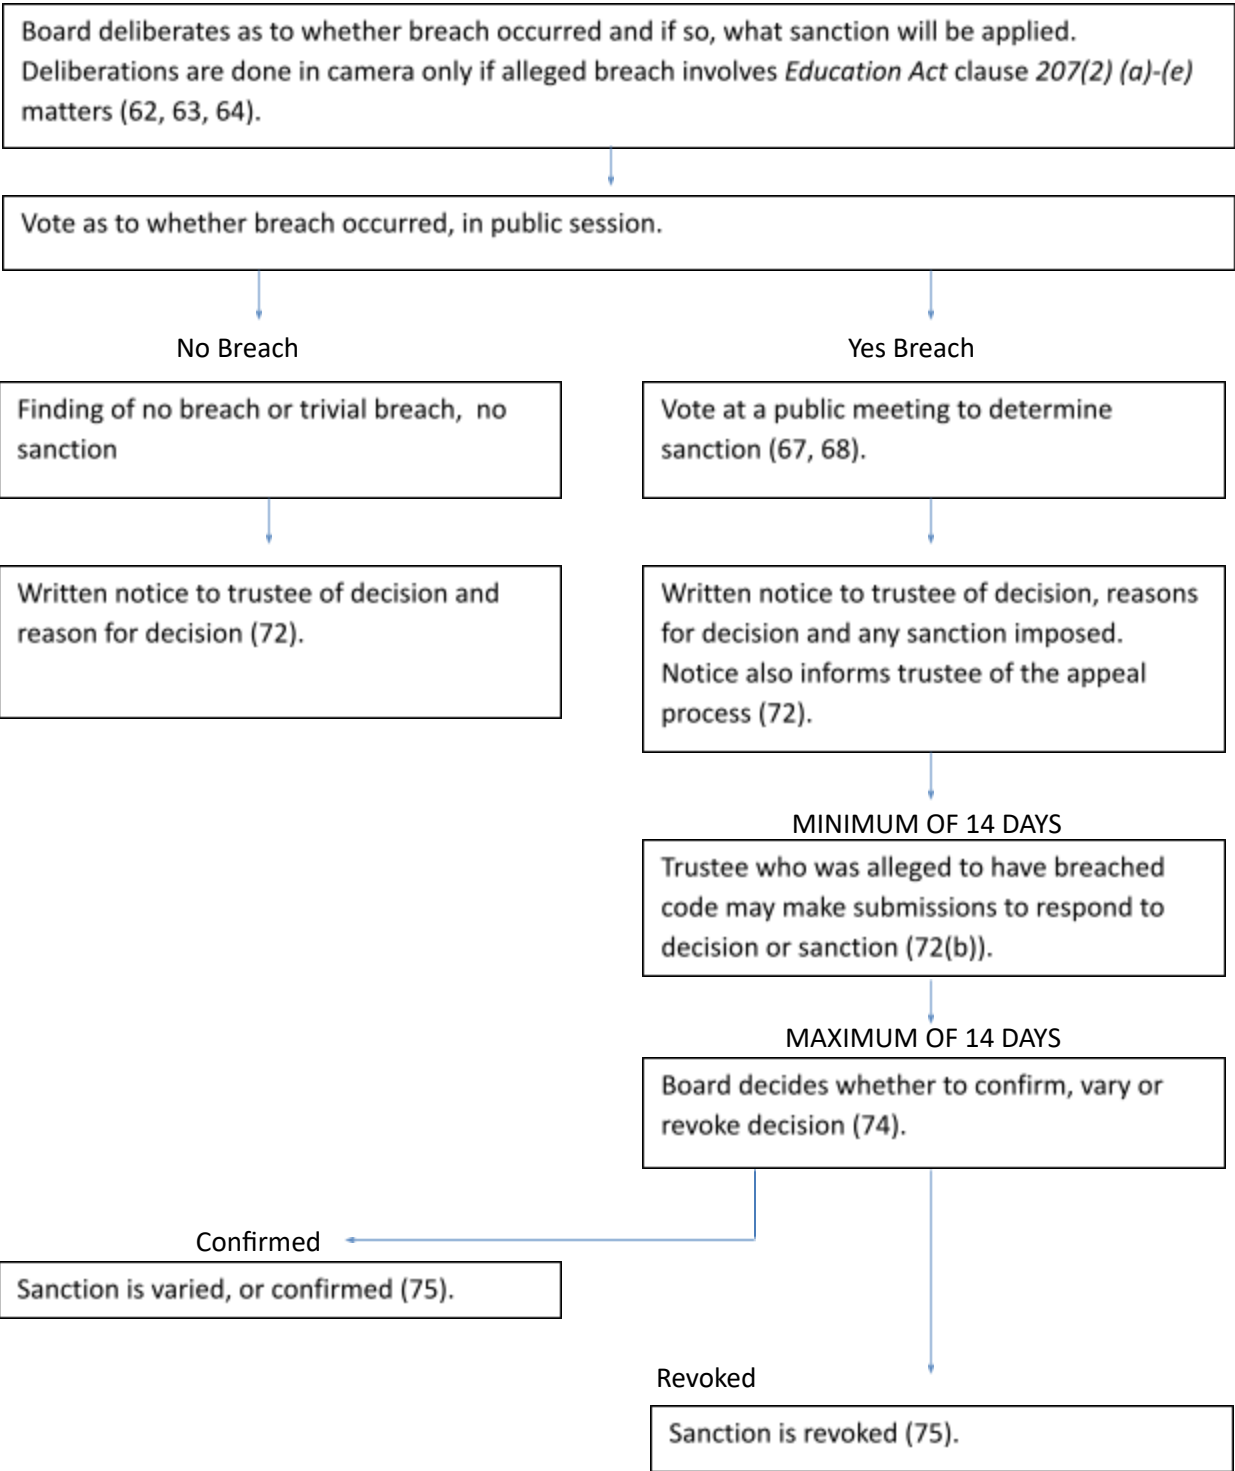 Board deliberates as to whether breach occurred and if so, what sanction will be applied.
Deliberations are done in camera only if alleged breach involves Education Act clause 207(2) (a)-(e)
matters (62, 63, 64).
Vote as to whether breach occurred, in public session.
No Breach
Finding of no breach or trivial breach, no
sanction
Written notice to trustee of decision and
reason for decision (72).
Yes Breach
Vote at a public meeting to determine
sanction (67, 68).
Written notice to trustee of decision, reasons
for decision and any sanction imposed.
Notice also informs trustee of the appeal
process (72).
MINIMUM OF 14 DAYS
Trustee who was alleged to have breached
code may make submissions to respond to
decision or sanction (72(b)).
MAXIMUM OF 14 DAYS
Board decides whether to confirm, vary or
revoke decision (74).
Confirmed
Sanction is varied, or confirmed (75).
Revoked
Sanction is revoked (75).